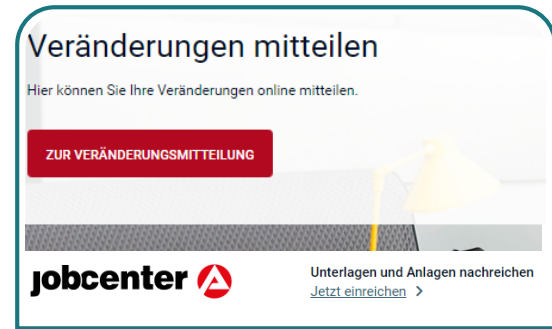 Veränderungen mitteilen
Hier können Sie Ihre Veränderungen online mitteilen.
ZUR VERÄNDERUNGSMITTEILUNG
jobcenter
Unterlagen und Anlagen nachreichen
Jetzt einreichen >